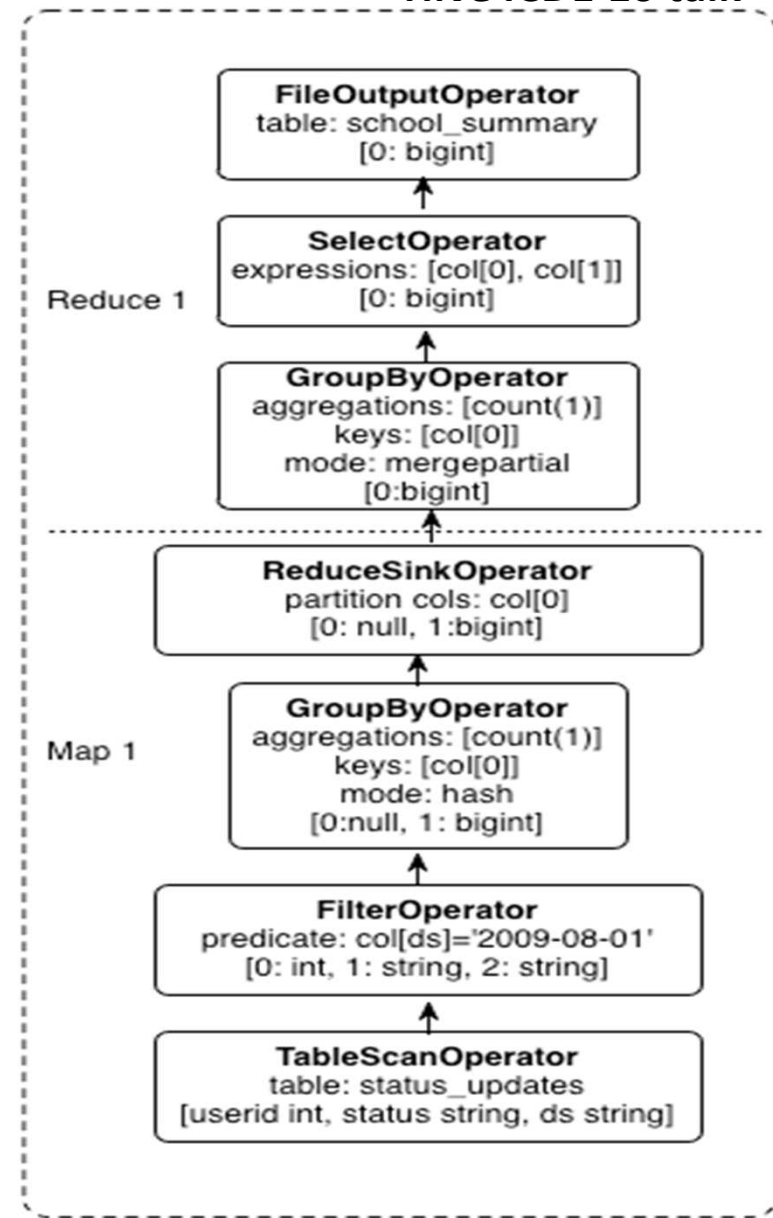 FileOutputOperator
table: school_summary
[0: bigint]
SelectOperator
expressions: [col[0], col[1]]
[0: bigint]
Reduce 1
GroupByOperator
aggregations: [count(1)]
keys: [col[0]]
mode: mergepartial
[0:bigint]
ReduceSinkOperator
partition cols: col[0]
[0: null, 1:bigint]
GroupByOperator
aggregations: [count(1)]
Map 1
keys: [col[0]]
mode: hash
[0:null, 1: bigint]
FilterOperator
predicate: col[ds]='2009-08-01'
[0: int, 1: string, 2: string]
TableScanOperator
table: status_updates
[userid int, status string, ds string]